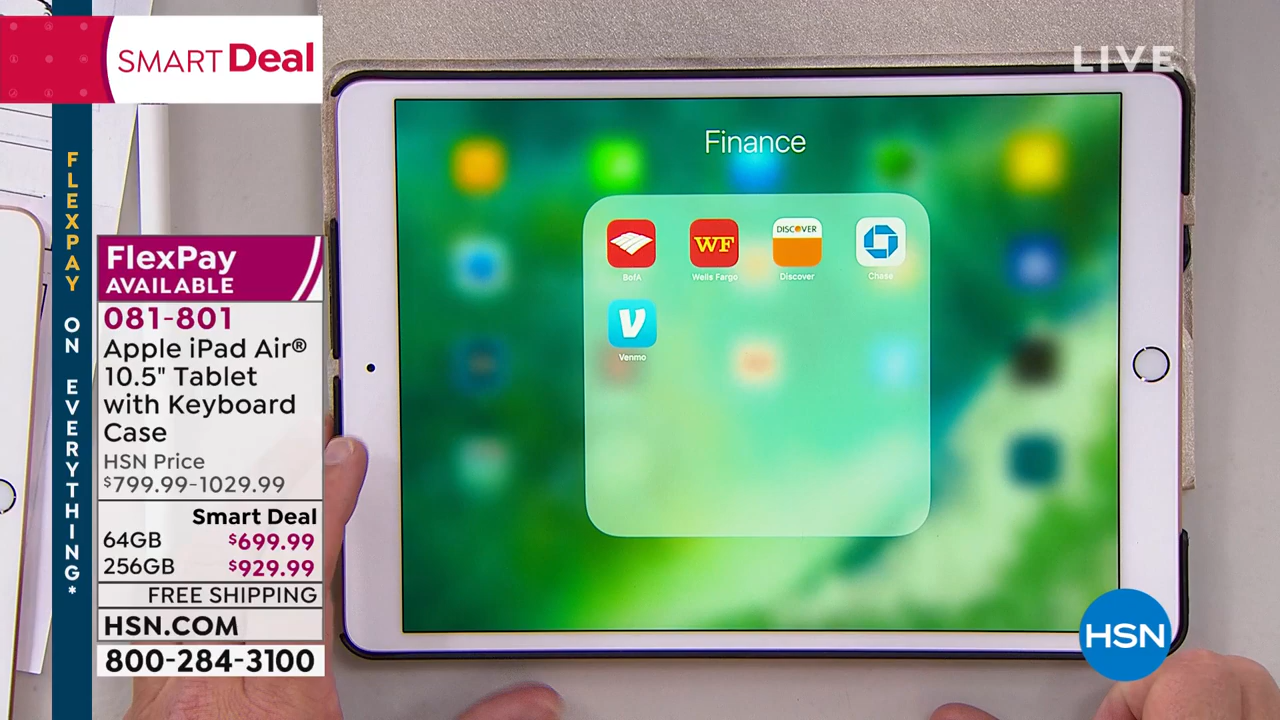 SMART Deal
LIVE
FLEXPAY ON EVERYTHING*
FlexPay
AVAILABLE
081-801
Apple iPad Air®
10.5" Tablet
with Keyboard
Case
HSN Price
$799.99-1029.99
Smart Deal
64GB $699.99
256GB $929.99
FREE SHIPPING
HSN.COM
800-284-3100
Finance
DISCOVER
WF
BofA
Wells Fargo
Discover
Chase
V
Venmo
HSN